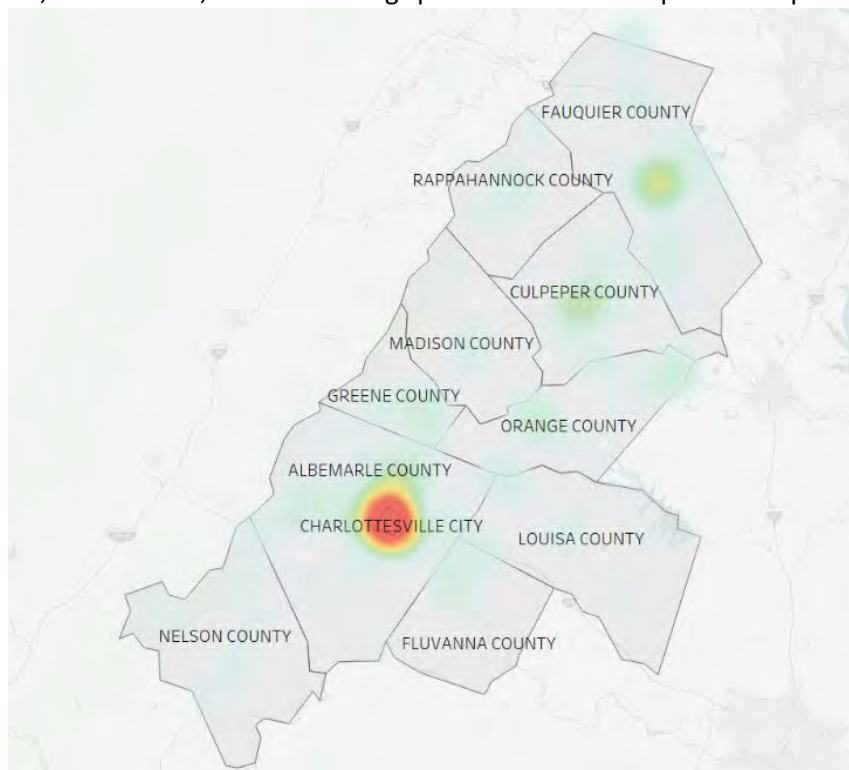 FAUQUIER COUNTY
RAPPAHANNOCK COUNTY
CULPEPER COUNTY
MADISON COUNTY
GREENE COUNTY
ORANGE COUNTY
ALBEMARLE COUNTY
CHARLOTTESVILLE CITY
LOUISA COUNTY
NELSON COUNTY
FLUVANNA COUNTY